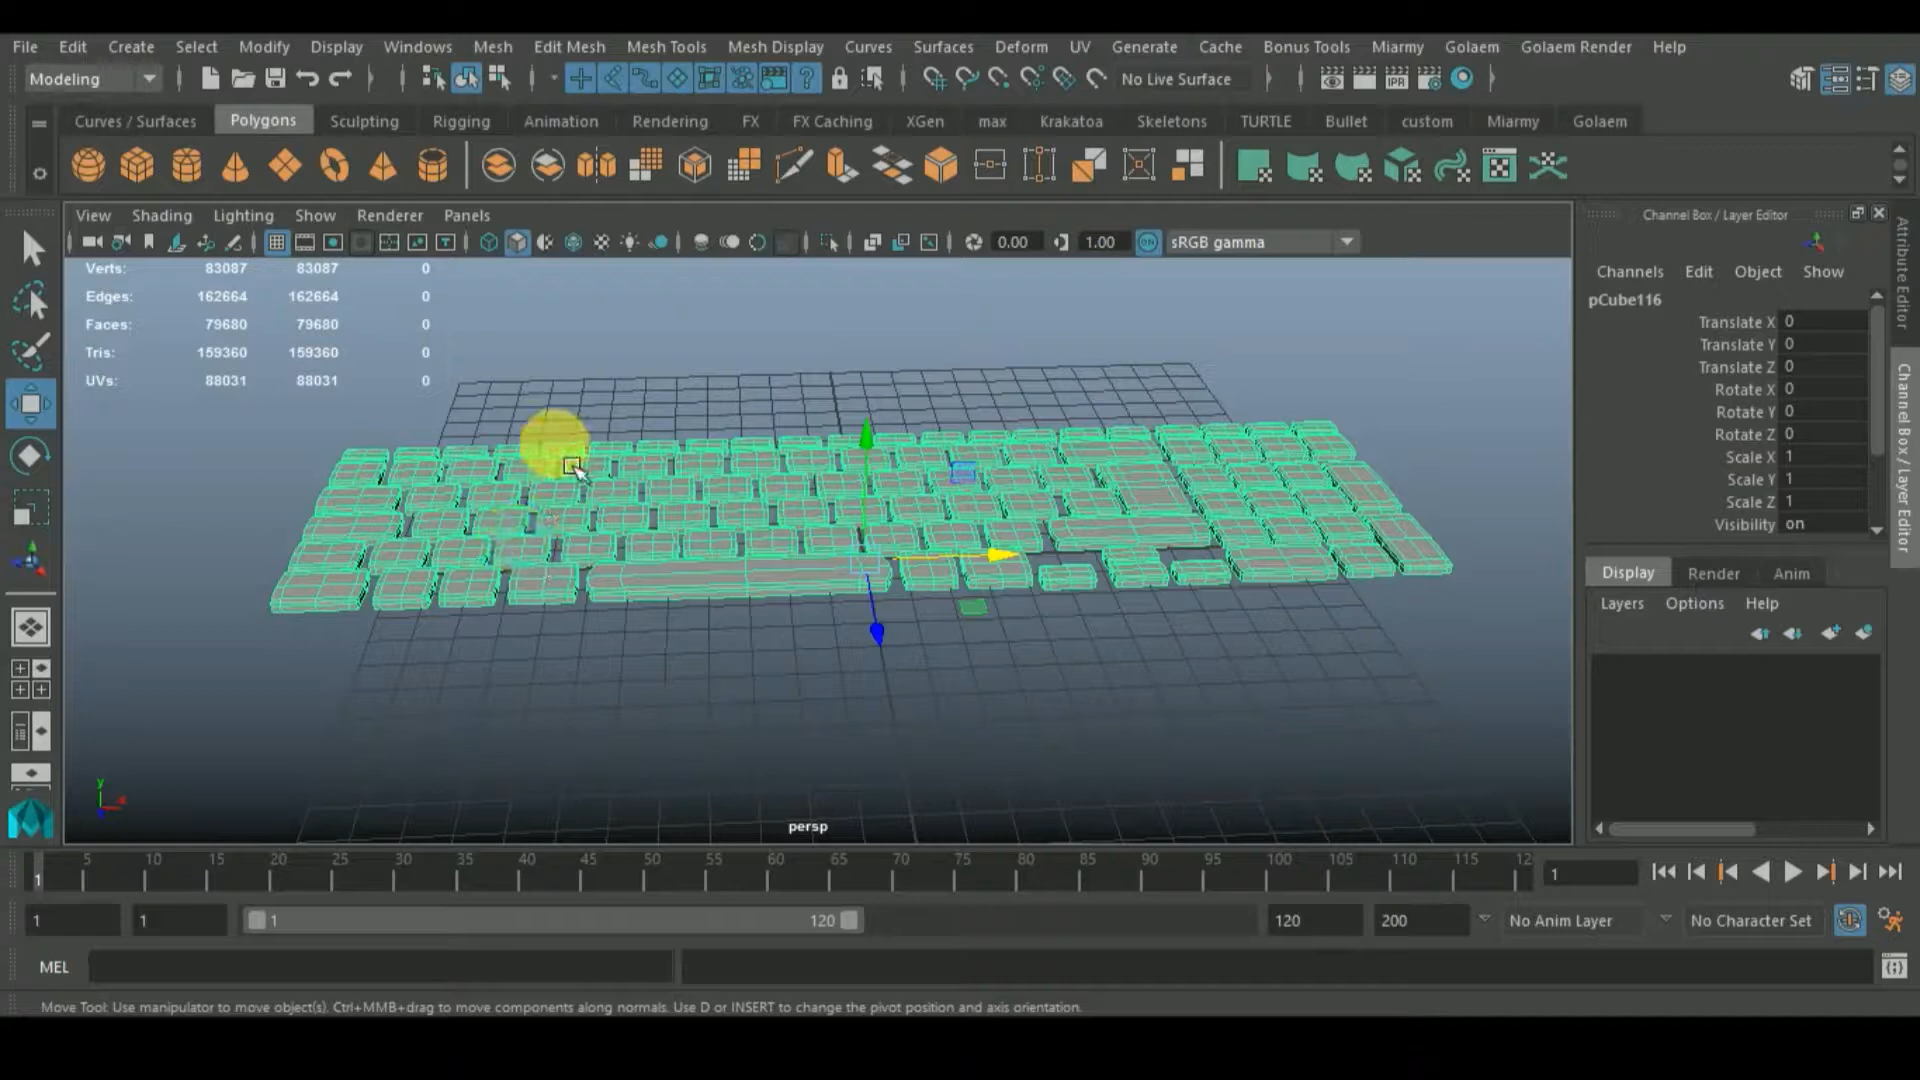 File Edit Create Select Modify Display Windows Mesh Edit Mesh Mesh Tools Mesh Display Curves Surfaces Deform UV Generate Cache Bonus Tools Miarmy Golaem Golaem Render Help
Modeling No Live Surface IPR
Curves / Surfaces Polygons Sculpting Rigging Animation Rendering FX FX Caching XGen max Krakatoa Skeletons TURTLE Bullet custom Miarmy Golaem
View Shading Lighting Show Renderer Panels
0.00 1.00 ON sRGB gamma
Verts: 83087 83087 0
Edges: 162664 162664 0
Faces: 79680 79680 0
Tris: 159360 159360 0
UVs: 88031 88031 0
y
x
persp
Channel Box / Layer Editor
Channels Edit Object Show
pCube116
Translate X 0
Translate Y 0
Translate Z 0
Rotate X 0
Rotate Y 0
Rotate Z 0
Scale X 1
Scale Y 1
Scale Z 1
Visibility on
Display Render Anim
Layers Options Help
Attribute Editor
Channel Box / Layer Editor
5 10 15 20 25 30 35 40 45 50 55 60 65 70 75 80 85 90 95 100 105 110 115 12
1 1
1 1 1 120 120 200 No Anim Layer No Character Set
MEL
Move Tool: Use manipulator to move object(s). Ctrl+MMB+drag to move components along normals. Use D or INSERT to change the pivot position and axis orientation.